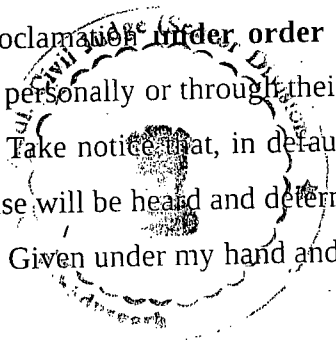 oclamation under order
personally or through thei
Take notice that, in defau
se will be heard and determ
Given under my hand and